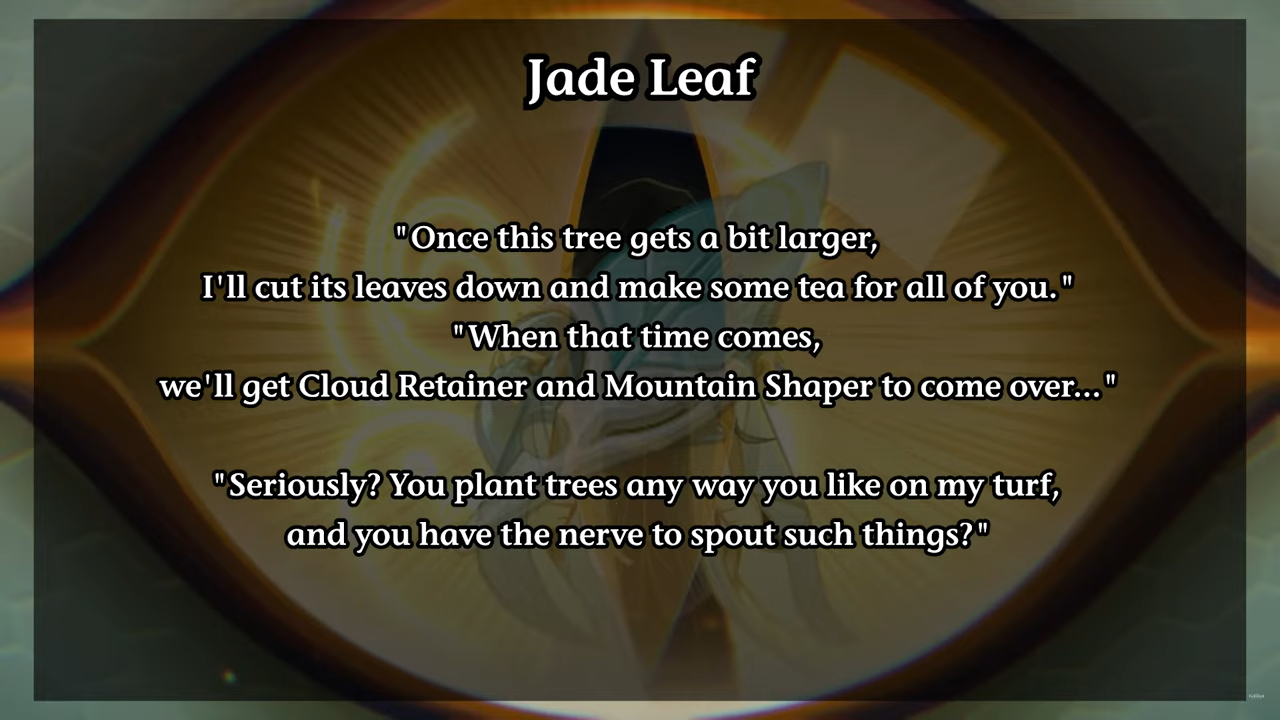 Jade Leaf
"Once this tree gets a bit larger,
I'll cut its leaves down and make some tea for all of you."
"When that time comes,
we'll get Cloud Retainer and Mountain Shaper to come over..."
"Seriously? You plant trees any way you like on my turf,
and you have the nerve to spout such things?"